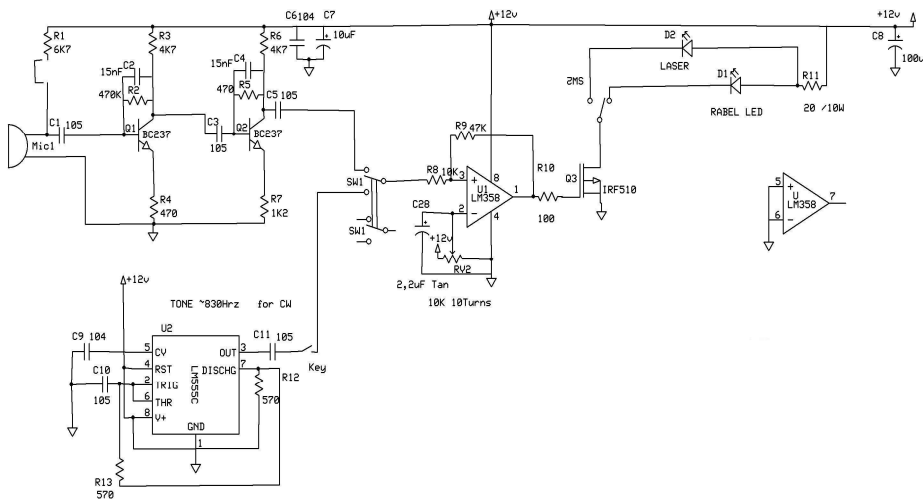 C6 104
C7
10uF
+12v
+12v
C8
100u
R1
6K7
R3
4K7
R6
4K7
15nF
C2
470K
R2
15nF
C4
470
R5
C5
105
D2
LASER
2MS
D1
R11
RABEL LED
20 /10W
C1
105
Mic1
Q1
BC237
C3
105
Q2
BC237
R4
470
R7
1K2
SW1
SW1
R9
47K
R8
10K
3
+
U1
LM358
8
1
2
-
4
R10
100
Q3
IRF510
C28
+12v
RV2
2,2uF Tan
10K 10Turns
5
+
U
LM358
7
6
-
+12v
TONE ~830Hrz for CW
U2
C9
104
5
CV
4
RST
C10
105
2
TRIG
6
THR
8
V+
LM555C
OUT
3
DISCHG
7
GND
1
C11
105
Key
R12
570
R13
570